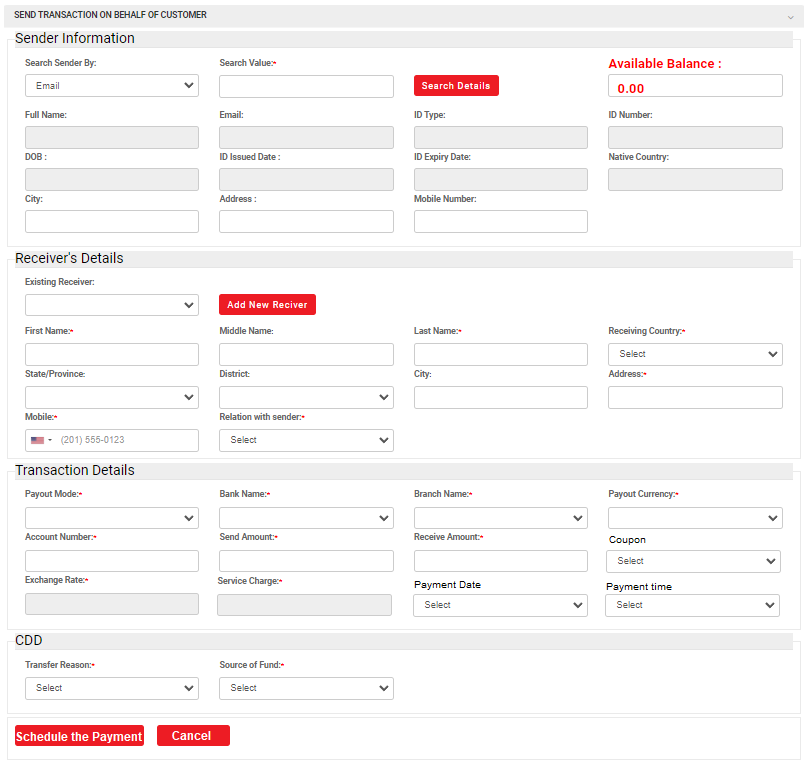 SEND TRANSACTION ON BEHALF OF CUSTOMER
Sender Information
Search Sender By: Search Value:* Available Balance :
Email Search Details 0.00
Full Name: Email: ID Type: ID Number:
DOB : ID Issued Date : ID Expiry Date: Native Country:
City: Address : Mobile Number:
Receiver's Details
Existing Receiver:
Add New Reciver
First Name:* Middle Name: Last Name:* Receiving Country:*
Select
State/Province: District: City: Address:*
Mobile:* Relation with sender:*
(201) 555-0123 Select
Transaction Details
Payout Mode:* Bank Name:* Branch Name:* Payout Currency:*
Account Number:* Send Amount:* Receive Amount:* Coupon
Select
Exchange Rate:* Service Charge:* Payment Date Payment time
Select Select
CDD
Transfer Reason:* Source of Fund:*
Select Select
Schedule the Payment Cancel